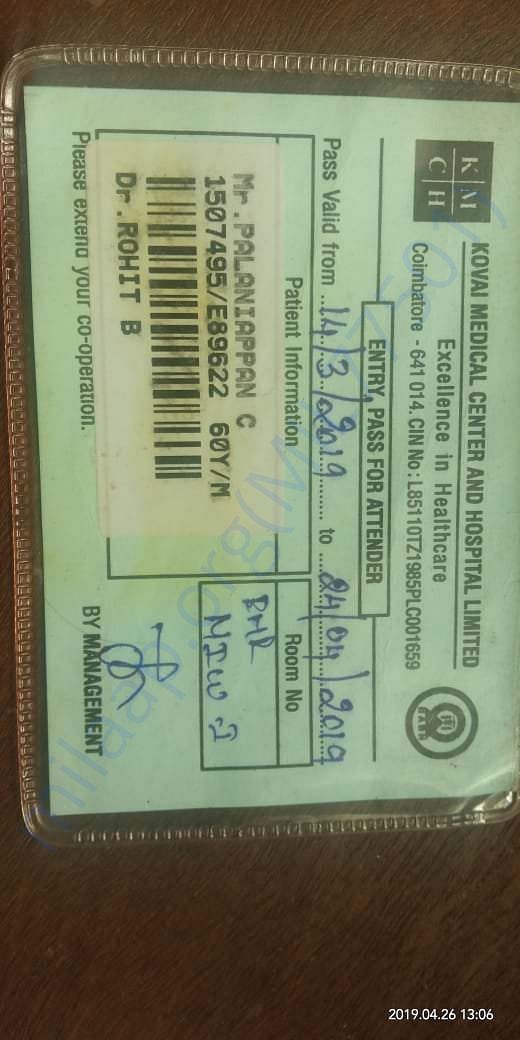 K M
C H
KOVAI MEDICAL CENTER AND HOSPITAL LIMITED
Excellence in Healthcare
Coimbatore - 641 014. CIN No : L85110TZ1985PLC001659
ENTRY PASS FOR ATTENDER
Pass Valid from ..14/3/2019.......... to ....24/04/2019
Patient Information
Room No
Mr.PALANIAPPAN C
1507495/E89622 60Y/M
Dr.ROHIT B
Please extend your co-operation.
BY MANAGEMENT
milaap.org
2019.04.26 13:06